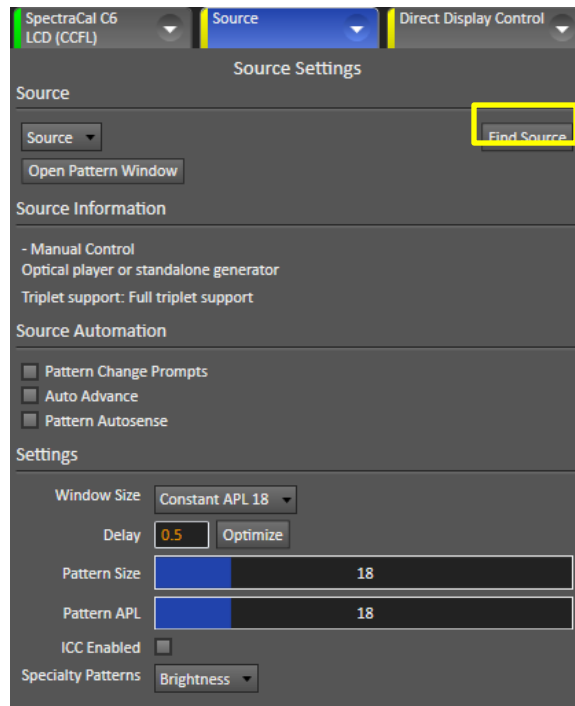 SpectraCal C6
LCD (CCFL)
Source
Direct Display Control
Source Settings
Source
Source
Find Source
Open Pattern Window
Source Information
- Manual Control
Optical player or standalone generator
Triplet support: Full triplet support
Source Automation
Pattern Change Prompts
Auto Advance
Pattern Autosense
Settings
Window Size Constant APL 18
Delay 0.5 Optimize
Pattern Size 18
Pattern APL 18
ICC Enabled
Specialty Patterns Brightness